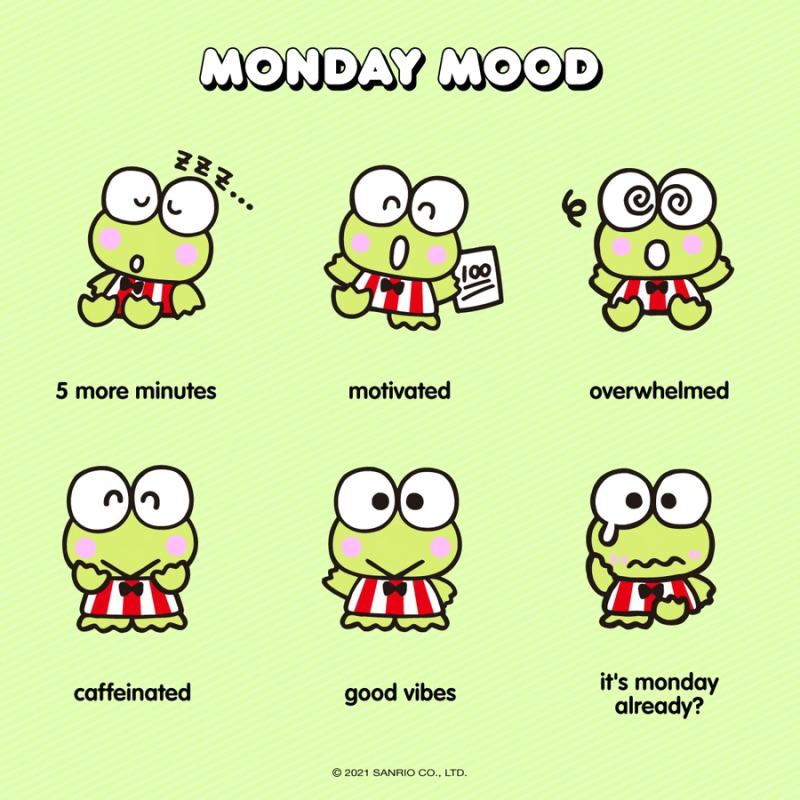 MONDAY MOOD
ZZZ...
100
5 more minutes
motivated
overwhelmed
caffeinated
good vibes
it's monday
already?
© 2021 SANRIO CO., LTD.